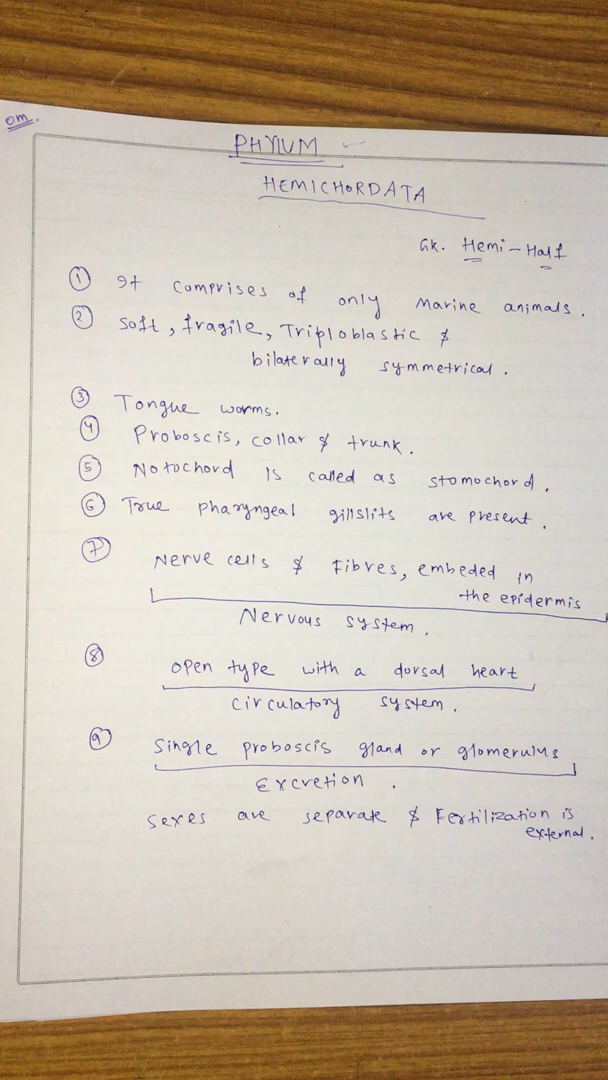 om.
PHYLUM
HEMICHORDATA
Gk. Hemi - Half
① It comprises of only Marine animals.
② Soft, fragile, Triploblastic &
bilaterally symmetrical.
③ Tongue worms.
④ Proboscis, collar & trunk.
⑤ Notochord is called as stomochord.
⑥ True pharyngeal gillslits are present.
⑦ Nerve cells & Fibres, embeded in
the epidermis
Nervous system.
⑧ open type with a dorsal heart
circulatory system.
⑨ Single proboscis gland or glomerulus
Excretion.
Sexes are separate & Fertilization is
external.